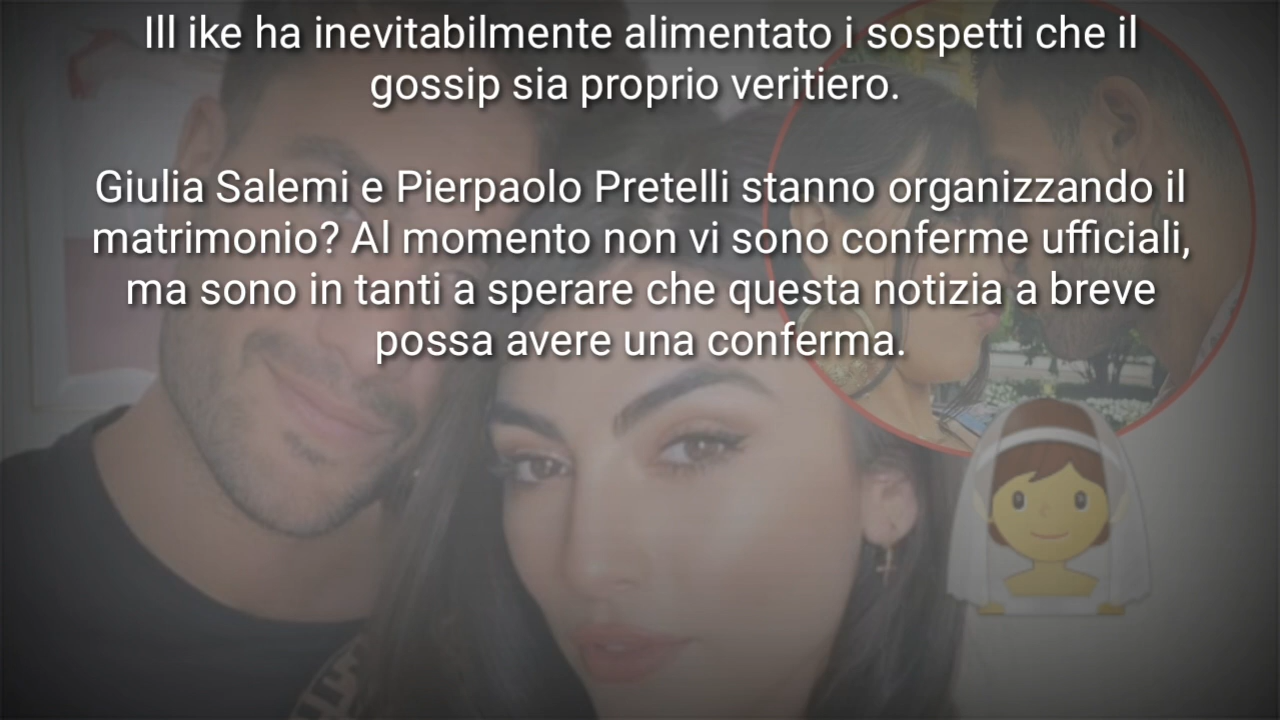 Ill ike ha inevitabilmente alimentato i sospetti che il
gossip sia proprio veritiero.
Giulia Salemi e Pierpaolo Pretelli stanno organizzando il
matrimonio? Al momento non vi sono conferme ufficiali,
ma sono in tanti a sperare che questa notizia a breve
possa avere una conferma.